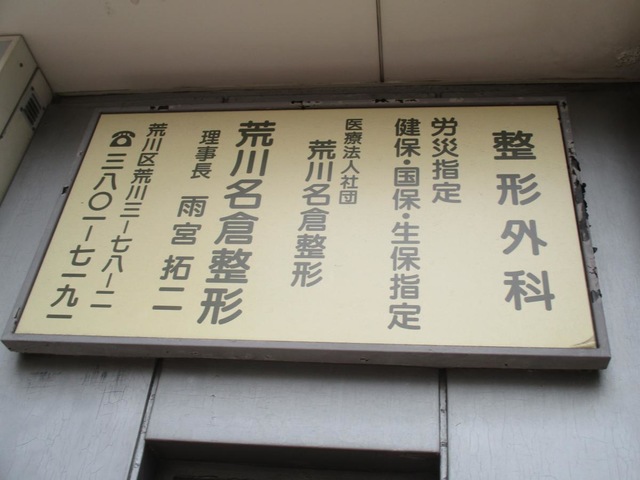 整形外科
労災指定
健保・国保・生保指定
医療法人社団
荒川名倉整形
荒川名倉整形
理事長 雨宮 拓二
荒川区荒川三ー七八ー二
☎三八〇一ー七一九一